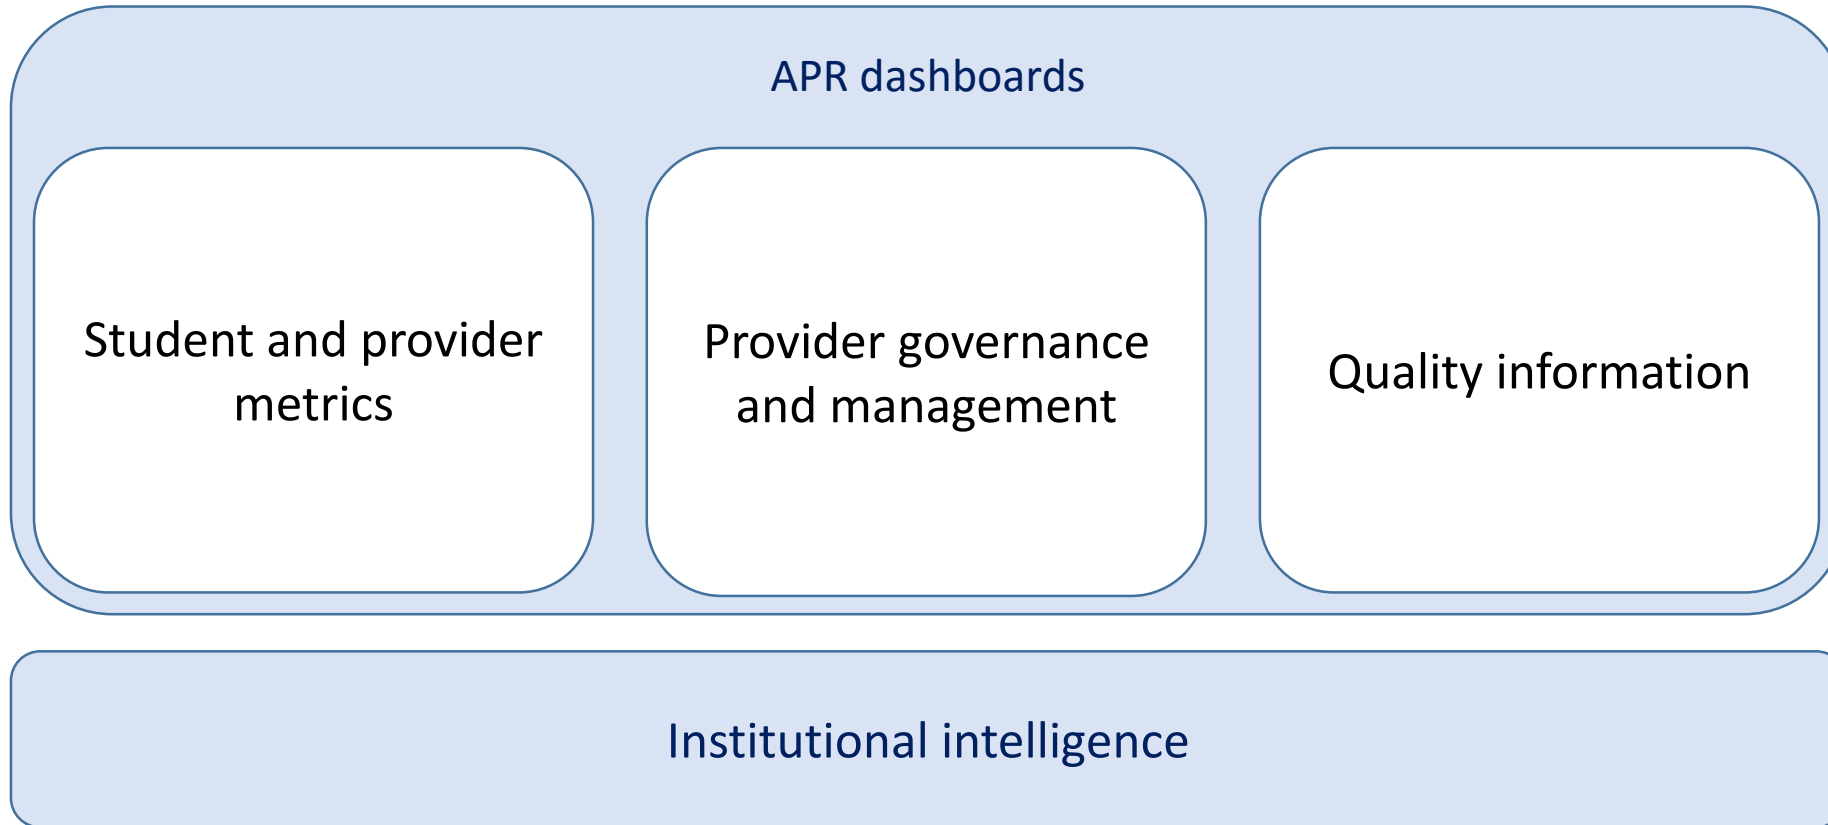 APR dashboards
Student and provider
metrics
Provider governance
and management
Quality information
Institutional intelligence